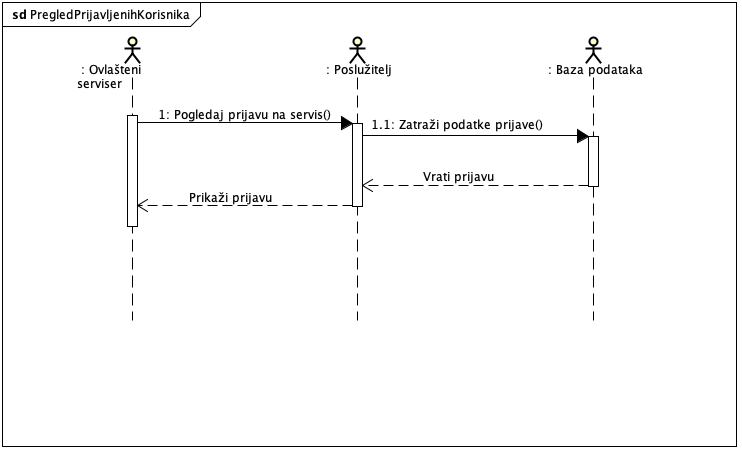 sd PregledPrijavljenihKorisnika
: Ovlašteni
serviser
: Poslužitelj
: Baza podataka
1: Pogledaj prijavu na servis()
1.1: Zatraži podatke prijave()
Vrati prijavu
Prikaži prijavu